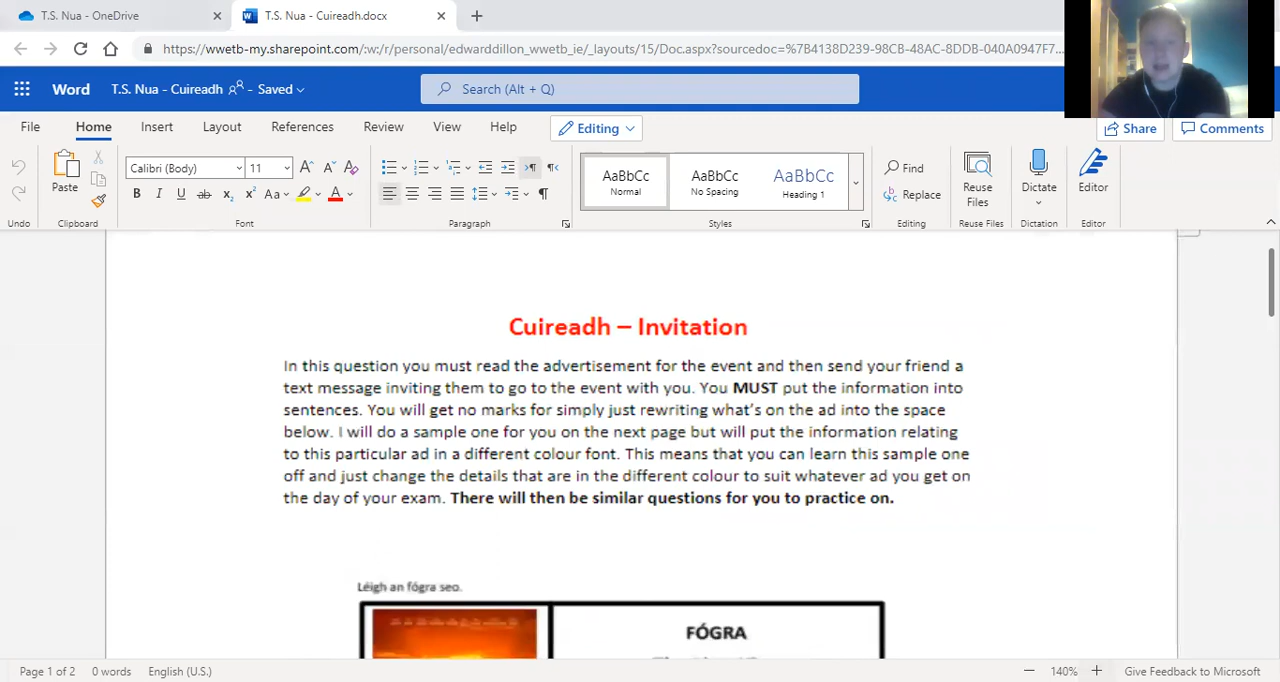 T.S. Nua - OneDrive
T.S. Nua - Cuireadh.docx
https://wwetb-my.sharepoint.com/:w:/r/personal/edwarddillon_wwetb_ie/_layouts/15/Doc.aspx?sourcedoc=%7B4138D239-98CB-48AC-8DDB-040A0947F7...
Word T.S. Nua - Cuireadh - Saved
Search (Alt + Q)
File Home Insert Layout References Review View Help Editing
Share Comments
Calibri (Body) 11
Paste
B I U ab x₂ x² Aa A
AaBbCc AaBbCc AaBbCc
Normal No Spacing Heading 1
Find
Replace
Reuse Files
Dictate
Editor
Undo Clipboard Font Paragraph Styles Editing Reuse Files Dictation Editor
Cuireadh – Invitation
In this question you must read the advertisement for the event and then send your friend a
text message inviting them to go to the event with you. You MUST put the information into
sentences. You will get no marks for simply just rewriting what's on the ad into the space
below. I will do a sample one for you on the next page but will put the information relating
to this particular ad in a different colour font. This means that you can learn this sample one
off and just change the details that are in the different colour to suit whatever ad you get on
the day of your exam. There will then be similar questions for you to practice on.
Léigh an fógra seo.
FÓGRA
Page 1 of 2 0 words English (U.S.) 140% Give Feedback to Microsoft